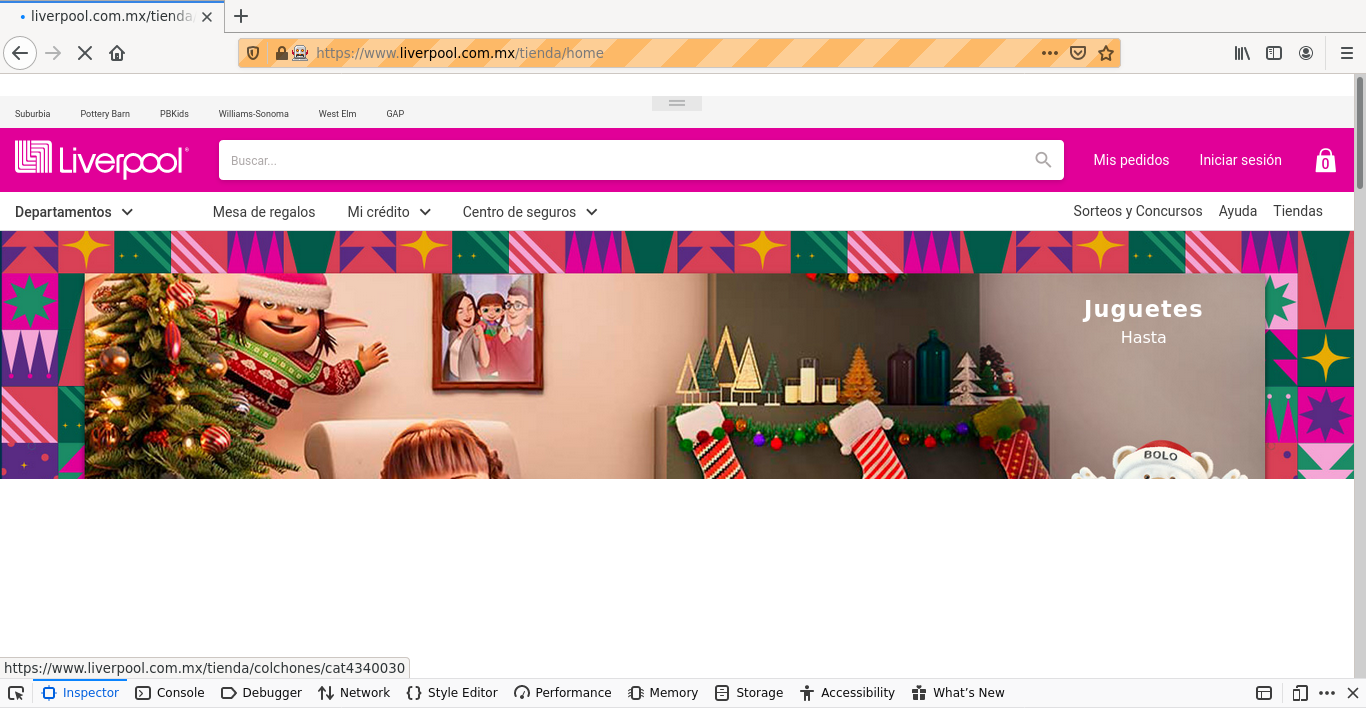 liverpool.com.mx/tienda
https://www.liverpool.com.mx/tienda/home
Suburbia Pottery Barn PBKids Williams-Sonoma West Elm GAP
Liverpool
Buscar...
Mis pedidos Iniciar sesión 0
Departamentos Mesa de regalos Mi crédito Centro de seguros Sorteos y Concursos Ayuda Tiendas
Juguetes
Hasta
BOLO
https://www.liverpool.com.mx/tienda/colchones/cat4340030
Inspector Console Debugger Network Style Editor Performance Memory Storage Accessibility What's New